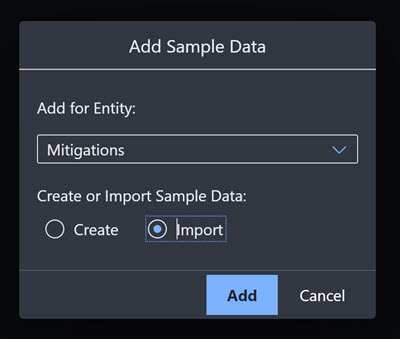 Add Sample Data
Add for Entity:
Mitigations
Create or Import Sample Data:
Create Import
Add Cancel